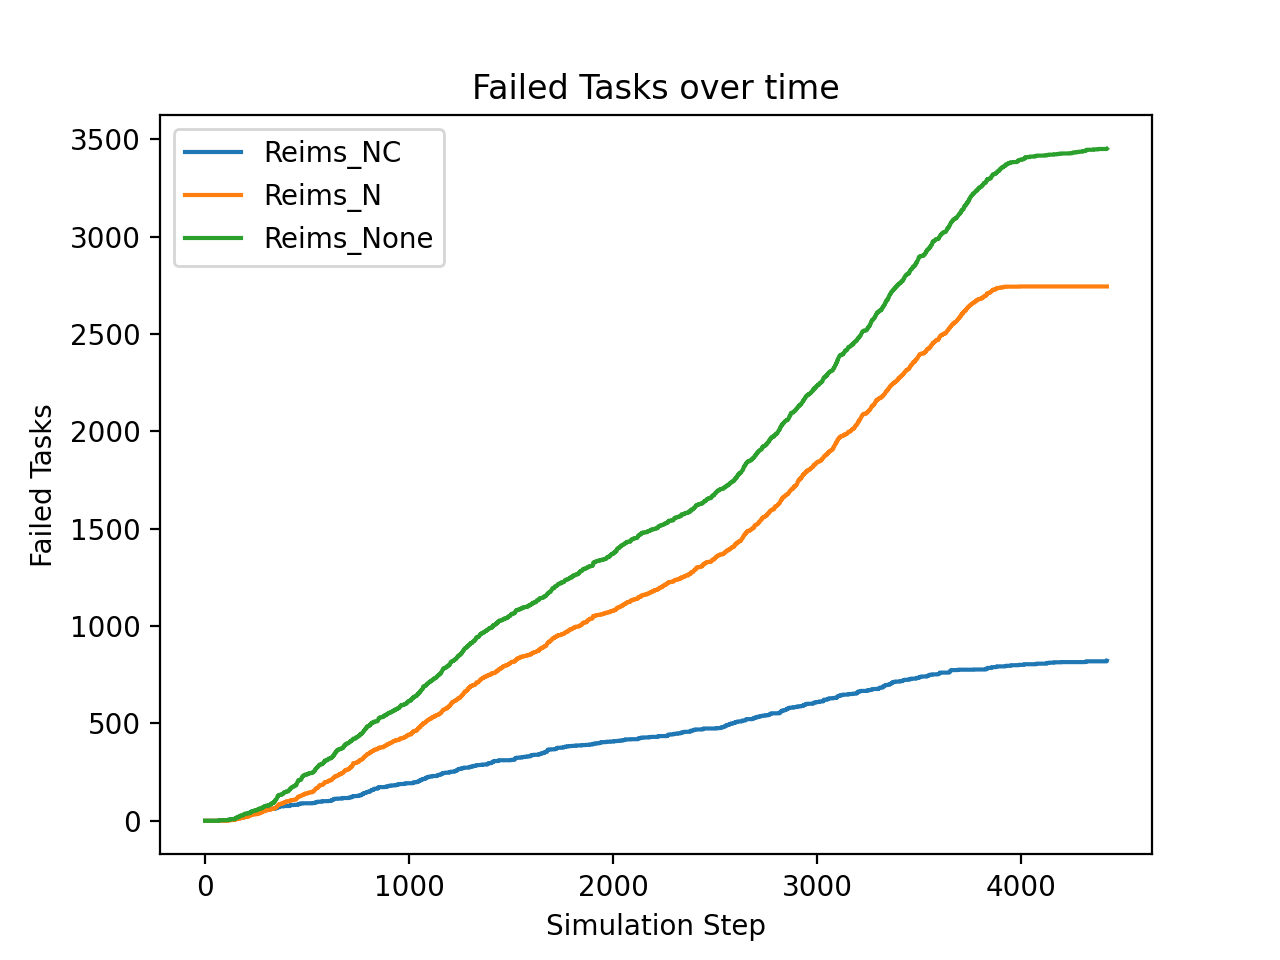 Failed Tasks over time
Reims_NC
Reims_N
Reims_None
Failed Tasks
3500
3000
2500
2000
1500
1000
500
0
0 1000 2000 3000 4000
Simulation Step